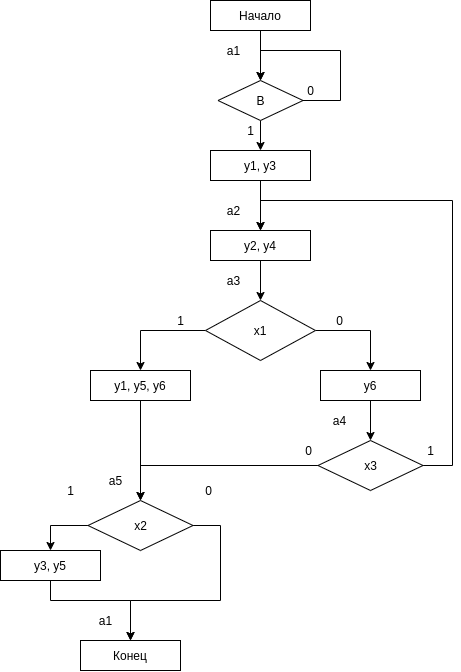 Начало
a1
0
B
1
y1, y3
a2
y2, y4
a3
1
0
x1
y1, y5, y6
y6
a4
0
1
x3
a5
1
0
x2
y3, y5
a1
Конец